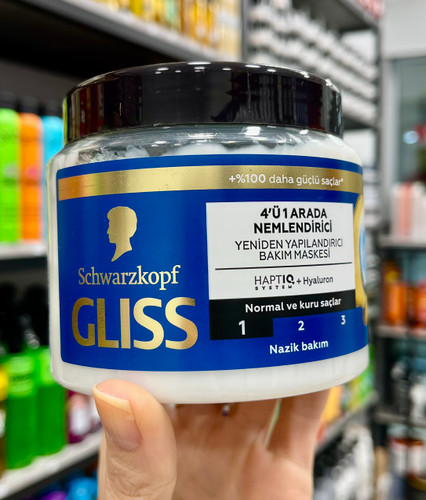 +%100 daha güçlü saçlar*
4'Ü 1 ARADA
NEMLENDİRİCİ
YENİDEN YAPILANDIRICI
BAKIM MASKESİ
HAPTIQ + Hyaluron
SYSTEM
Normal ve kuru saçlar
1 2 3
Nazik bakım
Schwarzkopf
GLISS